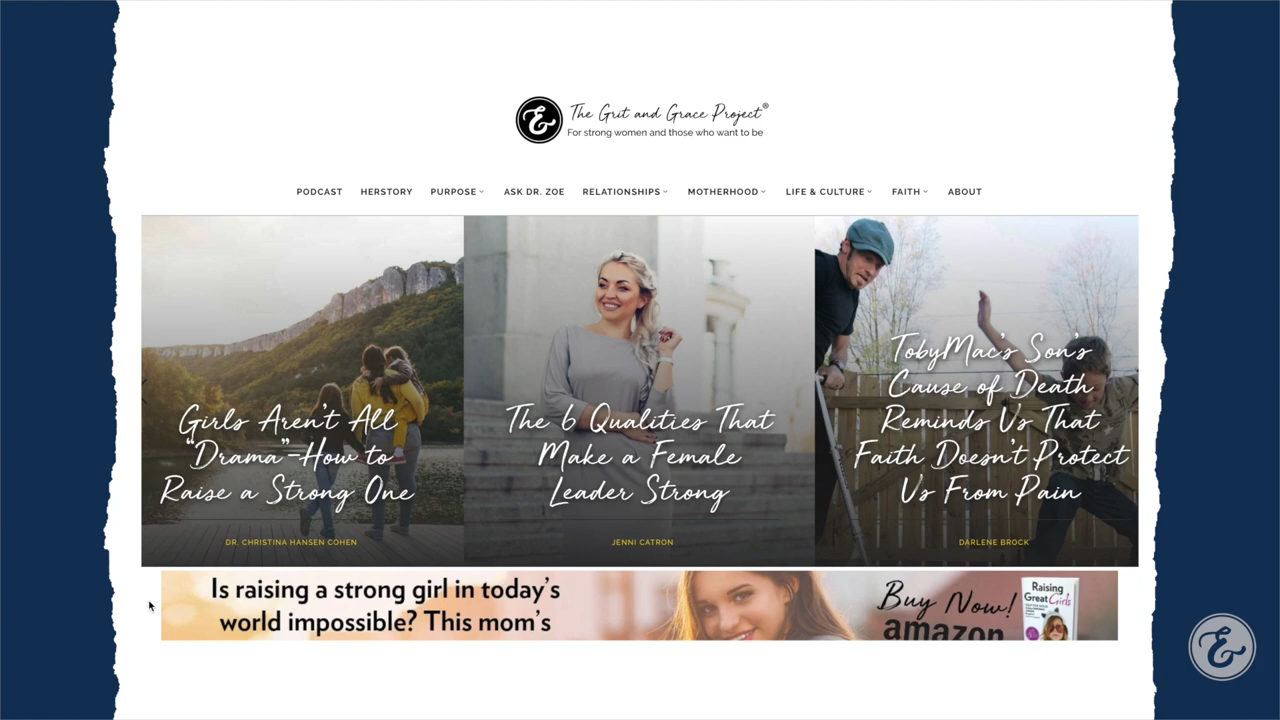 &
The Grit and Grace Project®
For strong women and those who want to be
PODCAST HERSTORY PURPOSE ASK DR. ZOE RELATIONSHIPS MOTHERHOOD LIFE & CULTURE FAITH ABOUT
Girls Aren't All
"Drama"–How to
Raise a Strong One
DR. CHRISTINA HANSEN COHEN
The 6 Qualities That
Make a Female
Leader Strong
JENNI CATRON
TobyMac's Son's
Cause of Death
Reminds Us That
Faith Doesn't Protect
Us From Pain
DARLENE BROCK
Is raising a strong girl in today's
world impossible? This mom's
Buy Now!
amazon
Raising
Great Girls
&